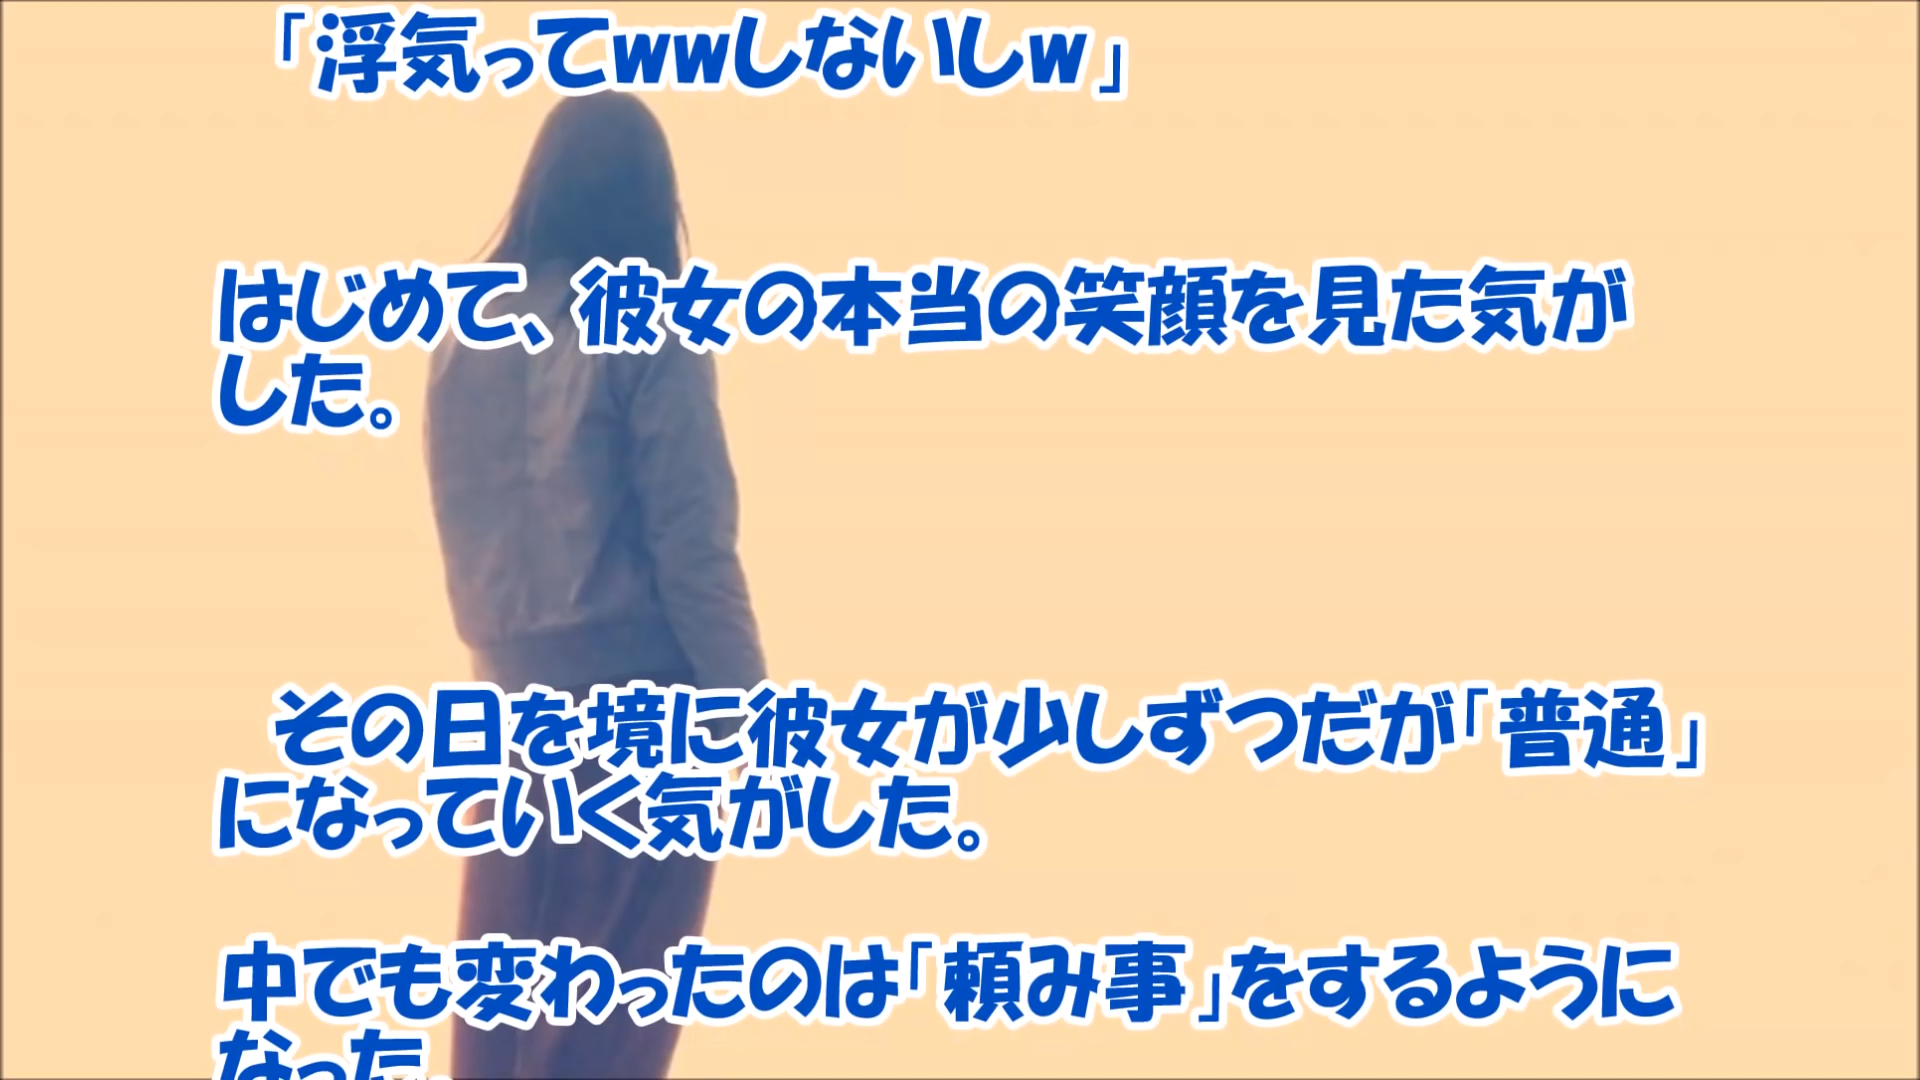 「浮気ってwwしないしw」
はじめて、彼女の本当の笑顔を見た気が
した。
その日を境に彼女が少しずつだが「普通」
になっていく気がした。
中でも変わったのは「頼み事」をするように
なった。